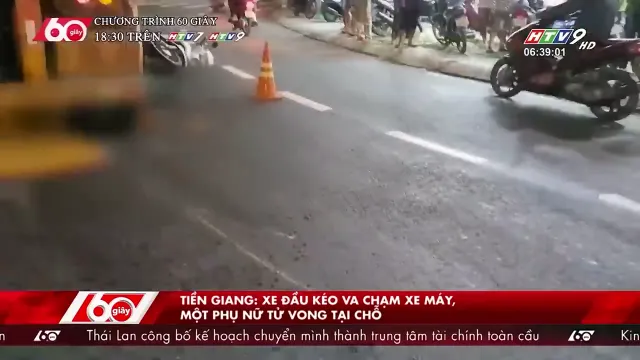 60 giây
CHƯƠNG TRÌNH 60 GIÂY
18:30 TRÊN HTV7 HTV9
HTV9 HD
06:39:01
60 giây
TIỀN GIANG: XE ĐẦU KÉO VA CHẠM XE MÁY,
MỘT PHỤ NỮ TỬ VONG TẠI CHỖ
60 Thái Lan công bố kế hoạch chuyển mình thành trung tâm tài chính toàn cầu 60 Kin